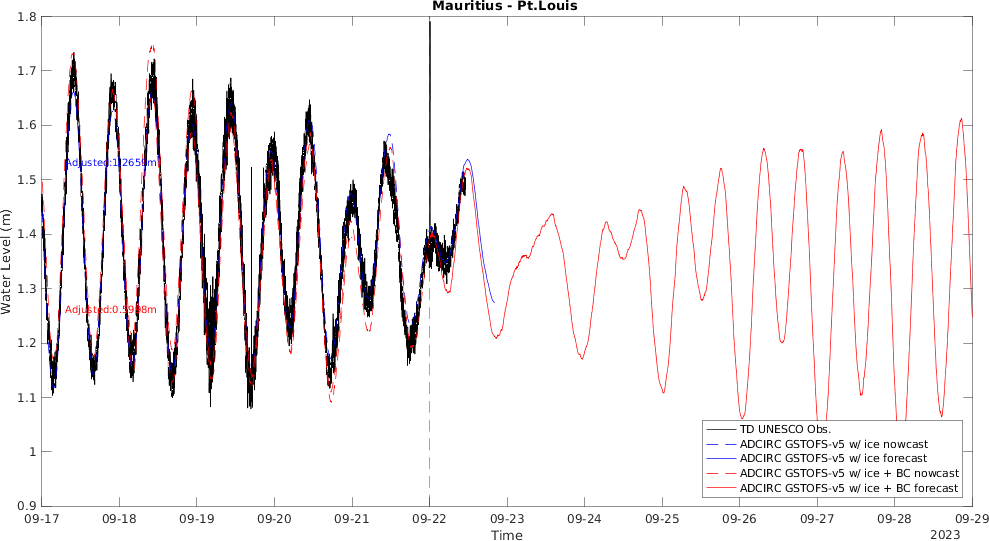 Mauritius - Pt.Louis
1.8
1.7
1.6
1.5
1.4
1.3
1.2
1.1
1
0.9
Water Level (m)
Adjusted:1.2659m
Adjusted:0.5998m
TD UNESCO Obs.
ADCIRC GSTOFS-v5 w/ ice nowcast
ADCIRC GSTOFS-v5 w/ ice forecast
ADCIRC GSTOFS-v5 w/ ice + BC nowcast
ADCIRC GSTOFS-v5 w/ ice + BC forecast
09-17 09-18 09-19 09-20 09-21 09-22 09-23 09-24 09-25 09-26 09-27 09-28 09-29
Time
2023